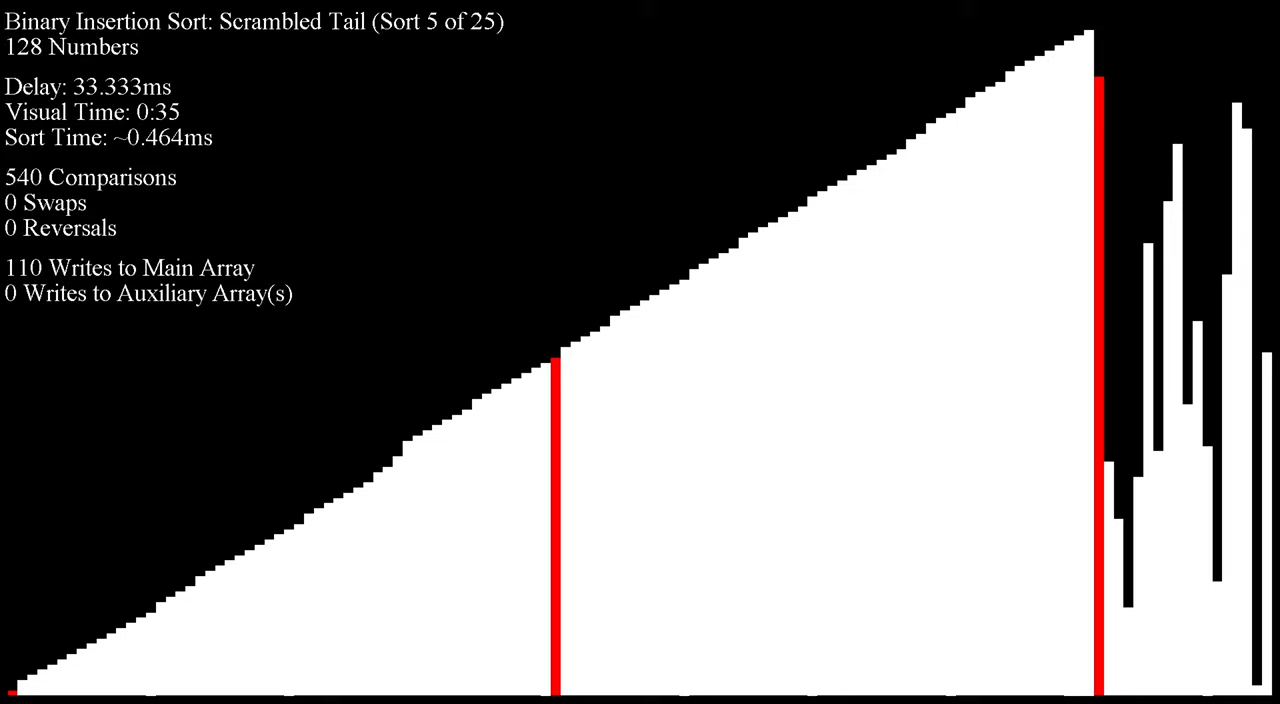 Binary Insertion Sort: Scrambled Tail (Sort 5 of 25)
128 Numbers
Delay: 33.333ms
Visual Time: 0:35
Sort Time: ~0.464ms
540 Comparisons
0 Swaps
0 Reversals
110 Writes to Main Array
0 Writes to Auxiliary Array(s)